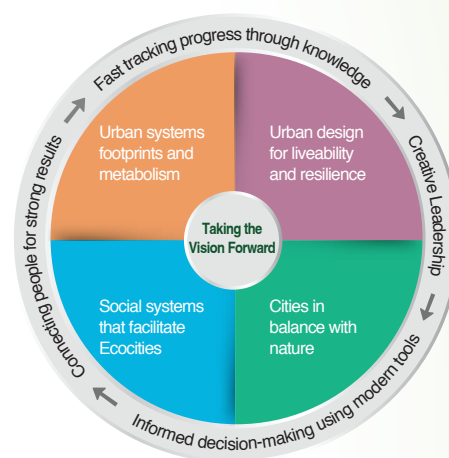 Fast tracking progress through knowledge
Creative Leadership
Informed decision-making using modern tools
Connecting people for strong results
Urban systems
footprints and
metabolism
Urban design
for liveability
and resilience
Taking the
Vision Forward
Social systems
that facilitate
Ecocities
Cities in
balance with
nature